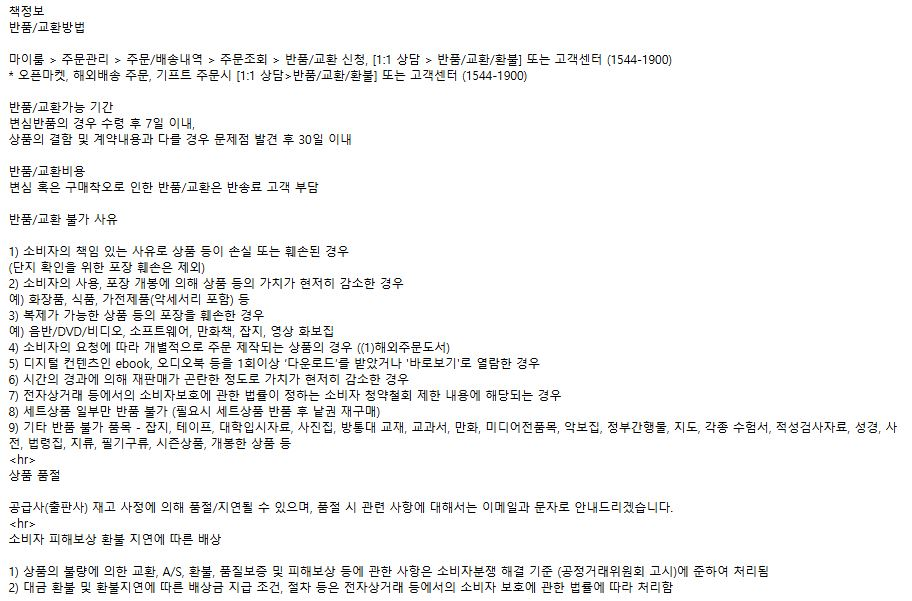 책정보
반품/교환방법
마이룸 > 주문관리 > 주문/배송내역 > 주문조회 > 반품/교환 신청, [1:1 상담 > 반품/교환/환불] 또는 고객센터 (1544-1900)
* 오픈마켓, 해외배송 주문, 기프트 주문시 [1:1 상담>반품/교환/환불] 또는 고객센터 (1544-1900)
반품/교환가능 기간
변심반품의 경우 수령 후 7일 이내,
상품의 결함 및 계약내용과 다를 경우 문제점 발견 후 30일 이내
반품/교환비용
변심 혹은 구매착오로 인한 반품/교환은 반송료 고객 부담
반품/교환 불가 사유
1) 소비자의 책임 있는 사유로 상품 등이 손실 또는 훼손된 경우
(단지 확인을 위한 포장 훼손은 제외)
2) 소비자의 사용, 포장 개봉에 의해 상품 등의 가치가 현저히 감소한 경우
예) 화장품, 식품, 가전제품(악세서리 포함) 등
3) 복제가 가능한 상품 등의 포장을 훼손한 경우
예) 음반/DVD/비디오, 소프트웨어, 만화책, 잡지, 영상 화보집
4) 소비자의 요청에 따라 개별적으로 주문 제작되는 상품의 경우 ((1)해외주문도서)
5) 디지털 컨텐츠인 ebook, 오디오북 등을 1회이상 '다운로드'를 받았거나 '바로보기'로 열람한 경우
6) 시간의 경과에 의해 재판매가 곤란한 정도로 가치가 현저히 감소한 경우
7) 전자상거래 등에서의 소비자보호에 관한 법률이 정하는 소비자 청약철회 제한 내용에 해당되는 경우
8) 세트상품 일부만 반품 불가 (필요시 세트상품 반품 후 낱권 재구매)
9) 기타 반품 불가 품목 - 잡지, 테이프, 대학입시자료, 사진집, 방통대 교재, 교과서, 만화, 미디어전품목, 악보집, 정부간행물, 지도, 각종 수험서, 적성검사자료, 성경, 사
전, 법령집, 지류, 필기구류, 시즌상품, 개봉한 상품 등
<hr>
상품 품절
공급사(출판사) 재고 사정에 의해 품절/지연될 수 있으며, 품절 시 관련 사항에 대해서는 이메일과 문자로 안내드리겠습니다.
<hr>
소비자 피해보상 환불 지연에 따른 배상
1) 상품의 불량에 의한 교환, A/S, 환불, 품질보증 및 피해보상 등에 관한 사항은 소비자분쟁 해결 기준 (공정거래위원회 고시)에 준하여 처리됨
2) 대금 환불 및 환불지연에 따른 배상금 지급 조건, 절차 등은 전자상거래 등에서의 소비자 보호에 관한 법률에 따라 처리함